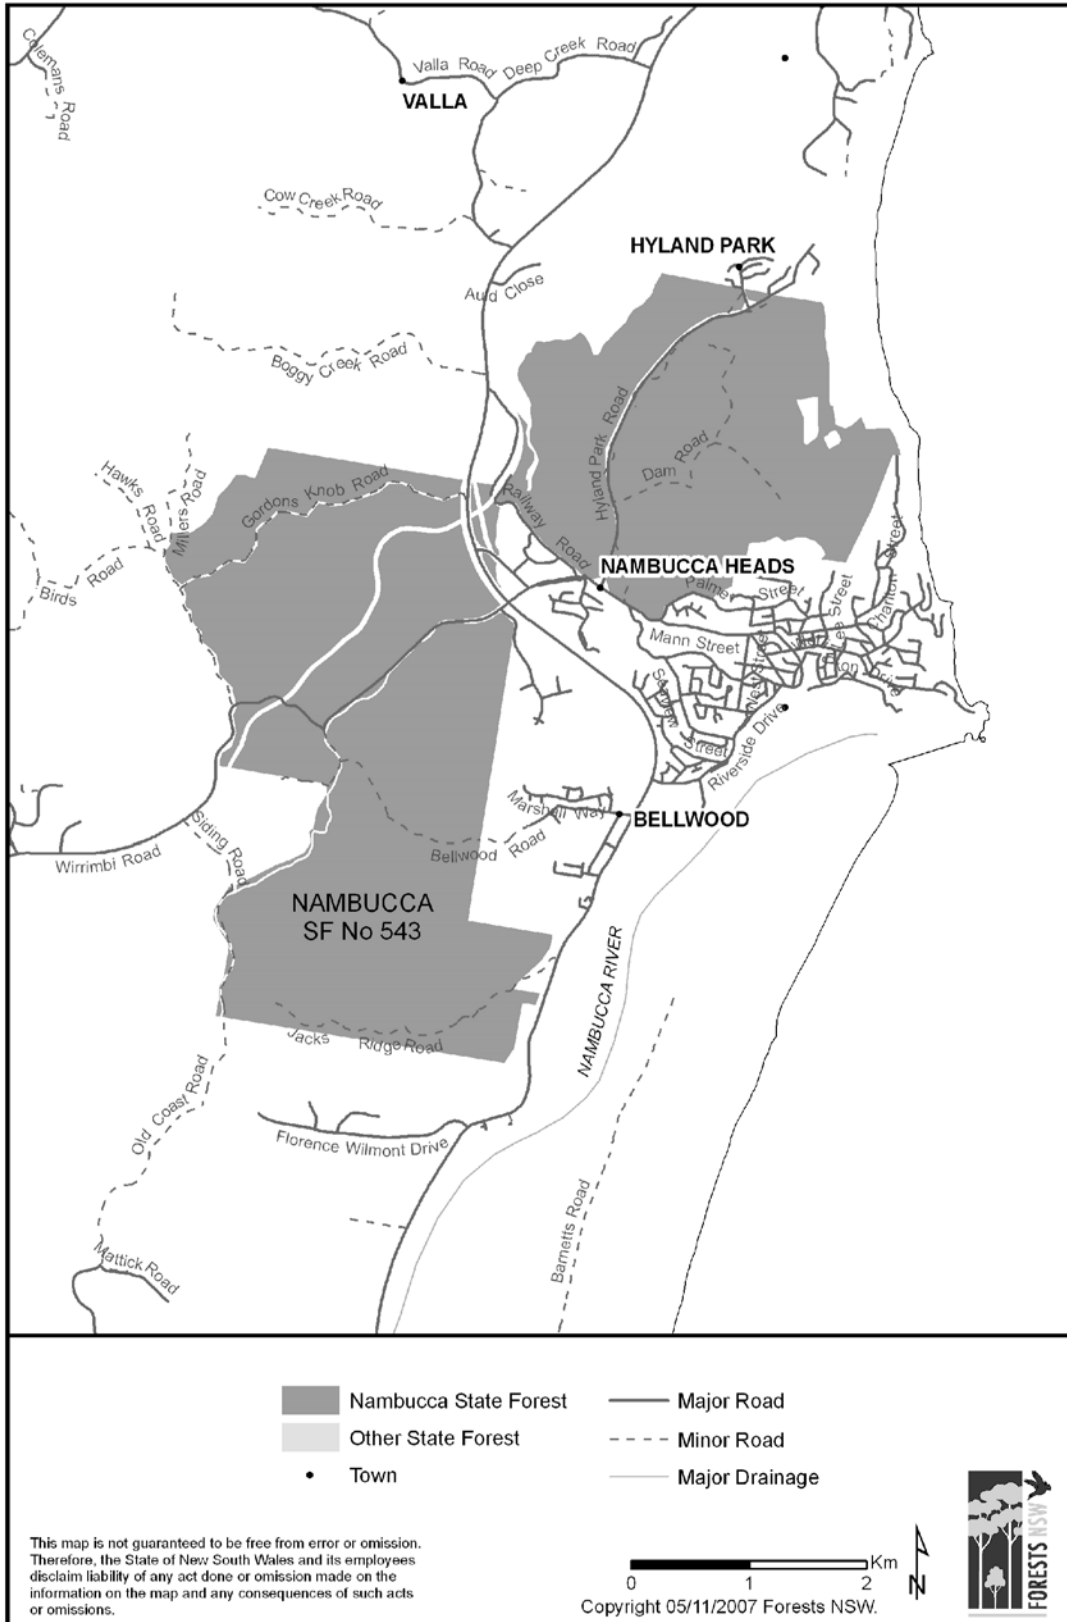 Colemans Road
Valla Road
Deep Creek Road
VALLA
Cow Creek Road
HYLAND PARK
Auld Close
Boggy Creek Road
Hyland Park Road
Dam Road
Hawks Road
Millers Road
Gordons Knob Road
Railway Road
Birds Road
NAMBUCCA HEADS
Palmer Street
Mann Street
Seaview Street
West Street
Street
Street
Riverside Drive
Marshall Way
BELLWOOD
Bellwood Road
Siding Road
Wirrimbi Road
NAMBUCCA
SF No 543
NAMBUCCA RIVER
Jacks Ridge Road
Old Coast Road
Florence Wilmont Drive
Barnetts Road
Mattick Road
Nambucca State Forest
Major Road
Other State Forest
Minor Road
Town
Major Drainage
This map is not guaranteed to be free from error or omission.
Therefore, the State of New South Wales and its employees
disclaim liability of any act done or omission made on the
information on the map and any consequences of such acts
or omissions.
Km
0 1 2
N
Copyright 05/11/2007 Forests NSW.
FORESTS NSW